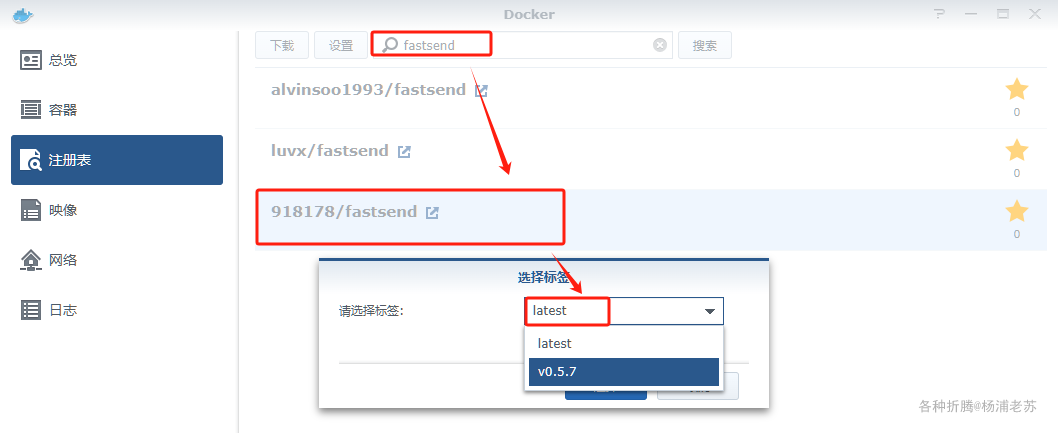 Docker
总览
容器
注册表
映像
网络
日志
下载 设置 fastsend 搜索
alvinsoo1993/fastsend
0
luvx/fastsend
0
918178/fastsend
0
选择标签
请选择标签: latest
latest
v0.5.7
各种折腾@杨浦老苏